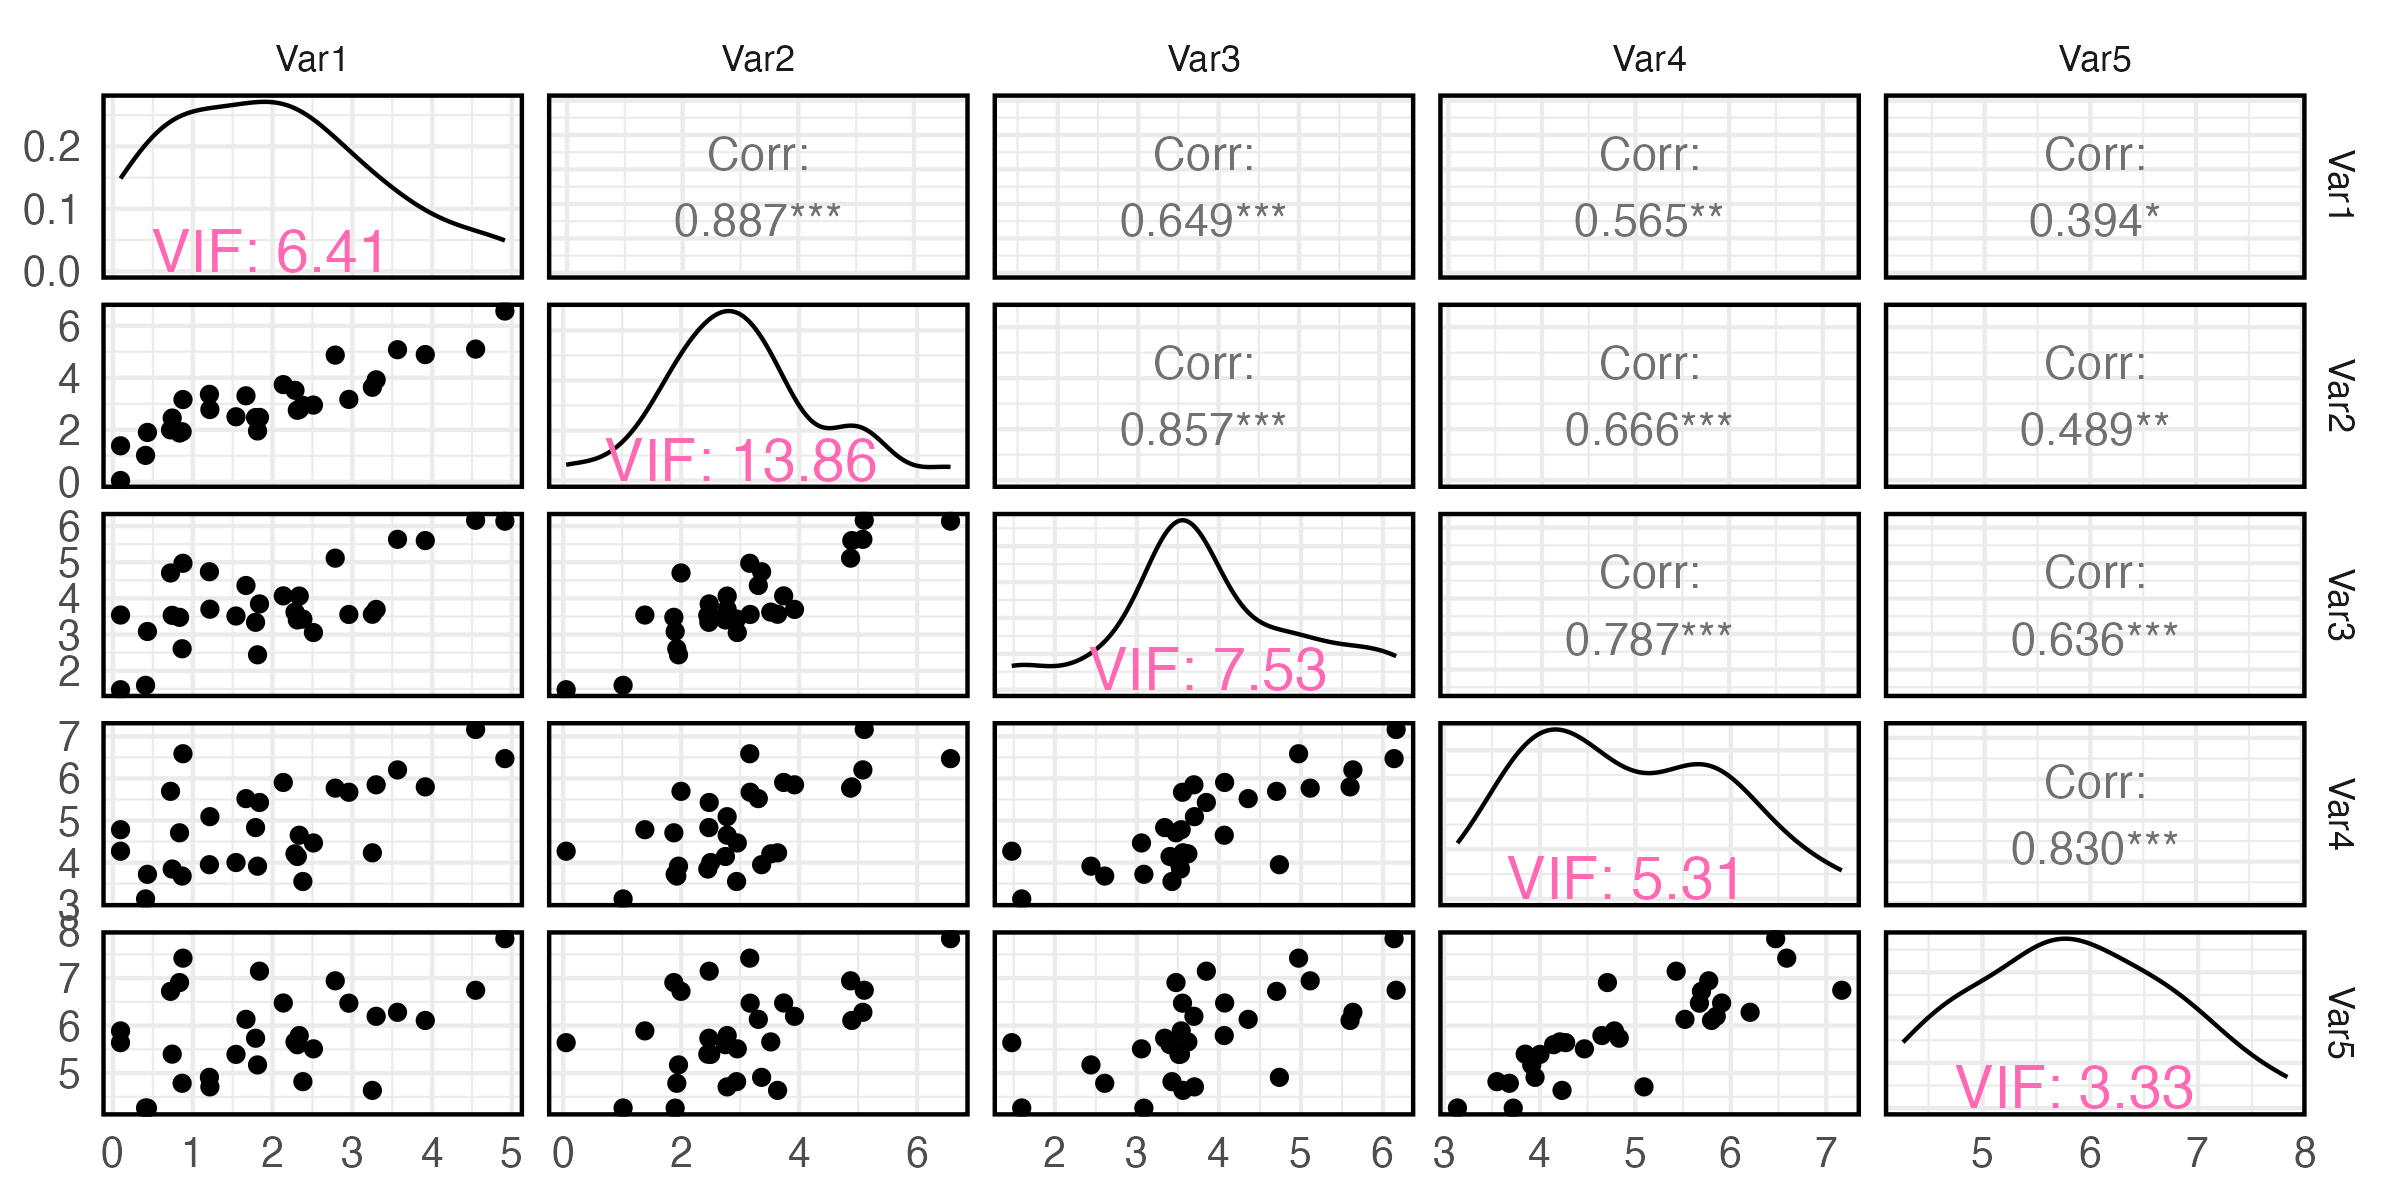 Var1 Var2 Var3 Var4 Var5
0.2
0.1
0.0
VIF: 6.41
Corr:
0.887***
Corr:
0.649***
Corr:
0.565**
Corr:
0.394*
Var1
6
4
2
0
VIF: 13.86
Corr:
0.857***
Corr:
0.666***
Corr:
0.489**
Var2
6
5
4
3
2
VIF: 7.53
Corr:
0.787***
Corr:
0.636***
Var3
7
6
5
4
3
VIF: 5.31
Corr:
0.830***
Var4
8
7
6
5
VIF: 3.33
Var5
0 1 2 3 4 5 0 2 4 6 2 3 4 5 6 3 4 5 6 7 5 6 7 8